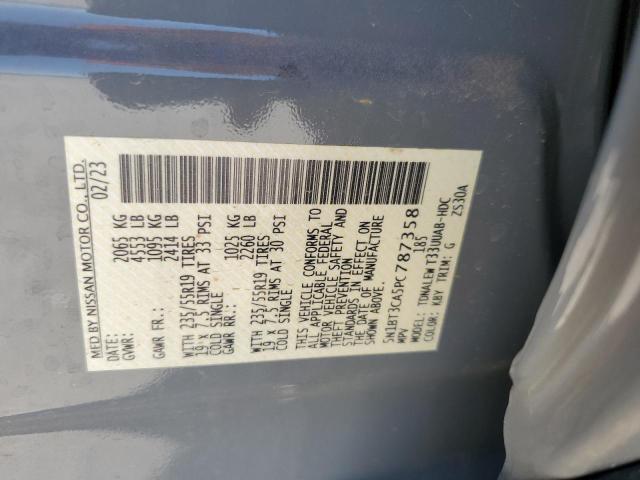 MFD BY NISSAN MOTOR CO., LTD.
02/23
GVWR: 2065 KG
4553 LB
GAWR FR: 1095 KG
2414 LB
WITH 235/55R19 TIRES
19 X 7.5 RIMS AT 33 PSI
COLD SINGLE
GAWR RR: 1025 KG
2260 LB
WITH 235/55R19 TIRES
19 X 7.5 RIMS AT 30 PSI
COLD SINGLE
THIS VEHICLE CONFORMS TO
ALL APPLICABLE FEDERAL
MOTOR VEHICLE SAFETY AND
THEFT PREVENTION
STANDARDS IN EFFECT ON
THE DATE OF MANUFACTURE
SHOWN ABOVE.
5N1BT3CA5PC787358
MPV 185
MODEL: TDNALEWT33UUAB-HDC
COLOR: KBY TRIM: G ZS30A